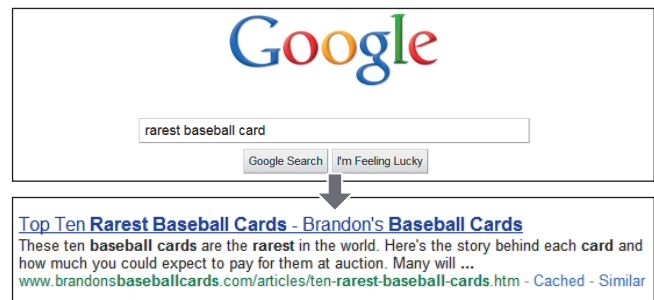 Google
rarest baseball card
Google Search I'm Feeling Lucky
Top Ten Rarest Baseball Cards - Brandon's Baseball Cards
These ten baseball cards are the rarest in the world. Here's the story behind each card and
how much you could expect to pay for them at auction. Many will ...
www.brandonsbaseballcards.com/articles/ten-rarest-baseball-cards.htm - Cached - Similar